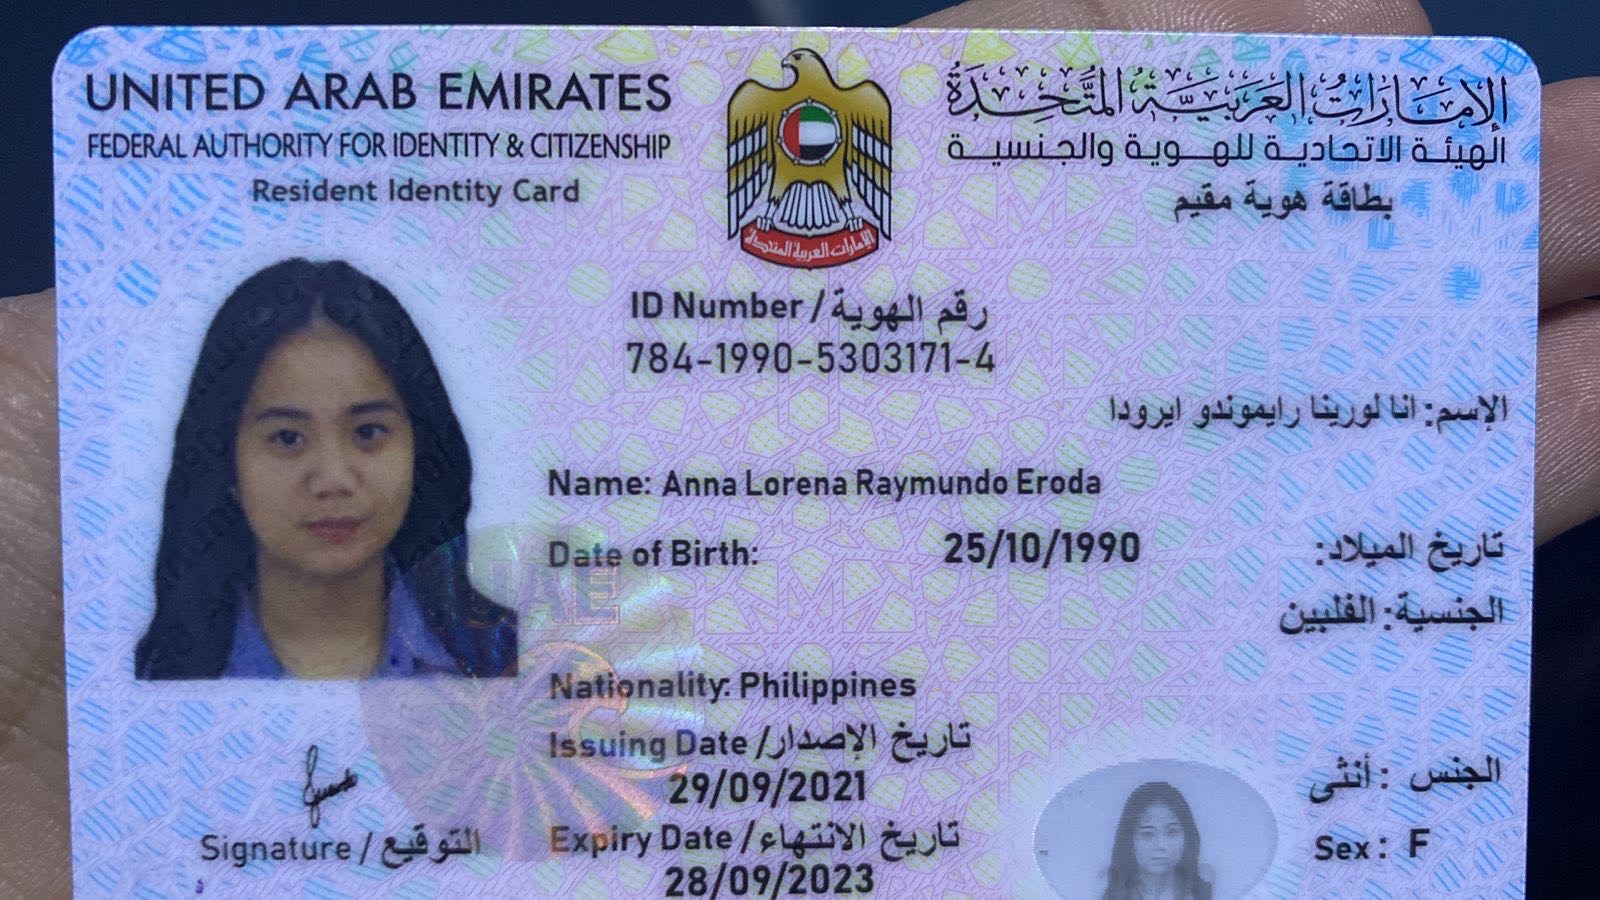 UNITED ARAB EMIRATES
الإمارات العربية المتحدة
FEDERAL AUTHORITY FOR IDENTITY & CITIZENSHIP
الهيئة الاتحادية للهوية والجنسية
Resident Identity Card
بطاقة هوية مقيم
الإمارات العربية المتحدة
ID Number / رقم الهوية
784-1990-5303171-4
الإسم: انا لورينا رايموندو ايرودا
Name: Anna Lorena Raymundo Eroda
Date of Birth: 25/10/1990 تاريخ الميلاد:
الجنسية: الفلبين
UAE
Nationality: Philippines
Issuing Date / تاريخ الإصدار
29/09/2021
الجنس : أنثى
Expiry Date / تاريخ الانتهاء
28/09/2023
Sex : F
Signature / التوقيع